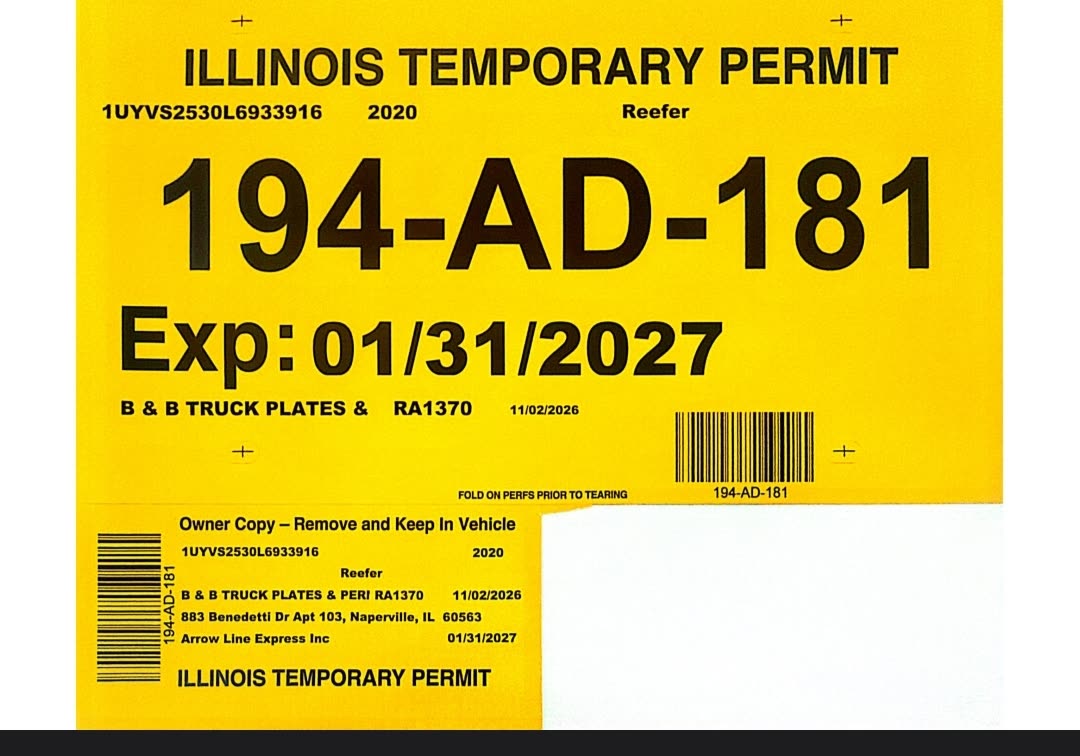 ILLINOIS TEMPORARY PERMIT
1UYVS2530L6933916 2020 Reefer
194-AD-181
Exp: 01/31/2027
B & B TRUCK PLATES & RA1370 11/02/2026
194-AD-181
FOLD ON PERFS PRIOR TO TEARING
Owner Copy – Remove and Keep In Vehicle
1UYVS2530L6933916 2020
Reefer
B & B TRUCK PLATES & PERI RA1370 11/02/2026
883 Benedetti Dr Apt 103, Naperville, IL 60563
Arrow Line Express Inc 01/31/2027
194-AD-181
ILLINOIS TEMPORARY PERMIT